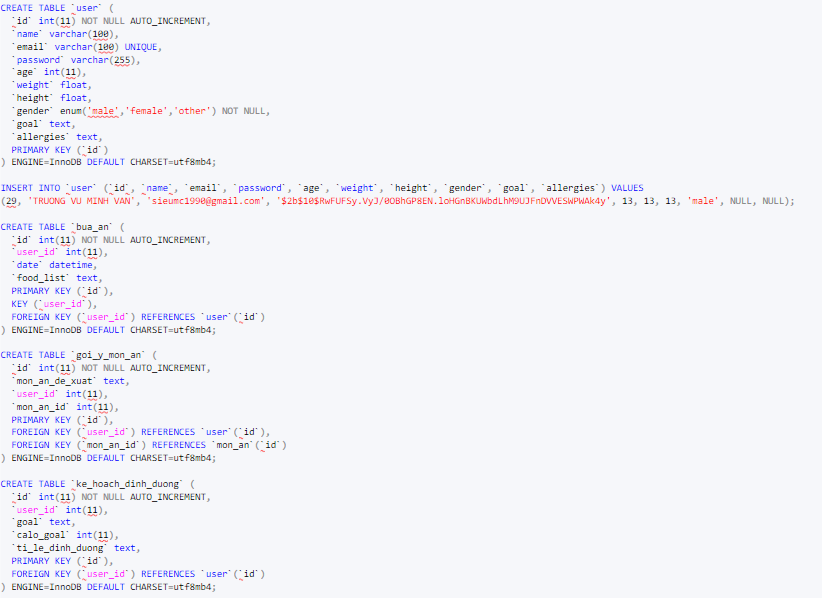 CREATE TABLE `user` (
`id` int(11) NOT NULL AUTO_INCREMENT,
`name` varchar(100),
`email` varchar(100) UNIQUE,
`password` varchar(255),
`age` int(11),
`weight` float,
`height` float,
`gender` enum('male','female','other') NOT NULL,
`goal` text,
`allergies` text,
PRIMARY KEY (`id`)
) ENGINE=InnoDB DEFAULT CHARSET=utf8mb4;
INSERT INTO `user` (`id`, `name`, `email`, `password`, `age`, `weight`, `height`, `gender`, `goal`, `allergies`) VALUES
(29, 'TRUONG VU MINH VAN', 'sieumc1990@gmail.com', '$2b$10$RwFUFSy.VyJ/0OBhGP8EN.loHGnBKUWbdLhM9UJFnDVVESWPWAk4y', 13, 13, 13, 'male', NULL, NULL);
CREATE TABLE `bua_an` (
`id` int(11) NOT NULL AUTO_INCREMENT,
`user_id` int(11),
`date` datetime,
`food_list` text,
PRIMARY KEY (`id`),
KEY (`user_id`),
FOREIGN KEY (`user_id`) REFERENCES `user`(`id`)
) ENGINE=InnoDB DEFAULT CHARSET=utf8mb4;
CREATE TABLE `goi_y_mon_an` (
`id` int(11) NOT NULL AUTO_INCREMENT,
`mon_an_de_xuat` text,
`user_id` int(11),
`mon_an_id` int(11),
PRIMARY KEY (`id`),
FOREIGN KEY (`user_id`) REFERENCES `user`(`id`),
FOREIGN KEY (`mon_an_id`) REFERENCES `mon_an`(`id`)
) ENGINE=InnoDB DEFAULT CHARSET=utf8mb4;
CREATE TABLE `ke_hoach_dinh_duong` (
`id` int(11) NOT NULL AUTO_INCREMENT,
`user_id` int(11),
`goal` text,
`calo_goal` int(11),
`ti_le_dinh_duong` text,
PRIMARY KEY (`id`),
FOREIGN KEY (`user_id`) REFERENCES `user`(`id`)
) ENGINE=InnoDB DEFAULT CHARSET=utf8mb4;